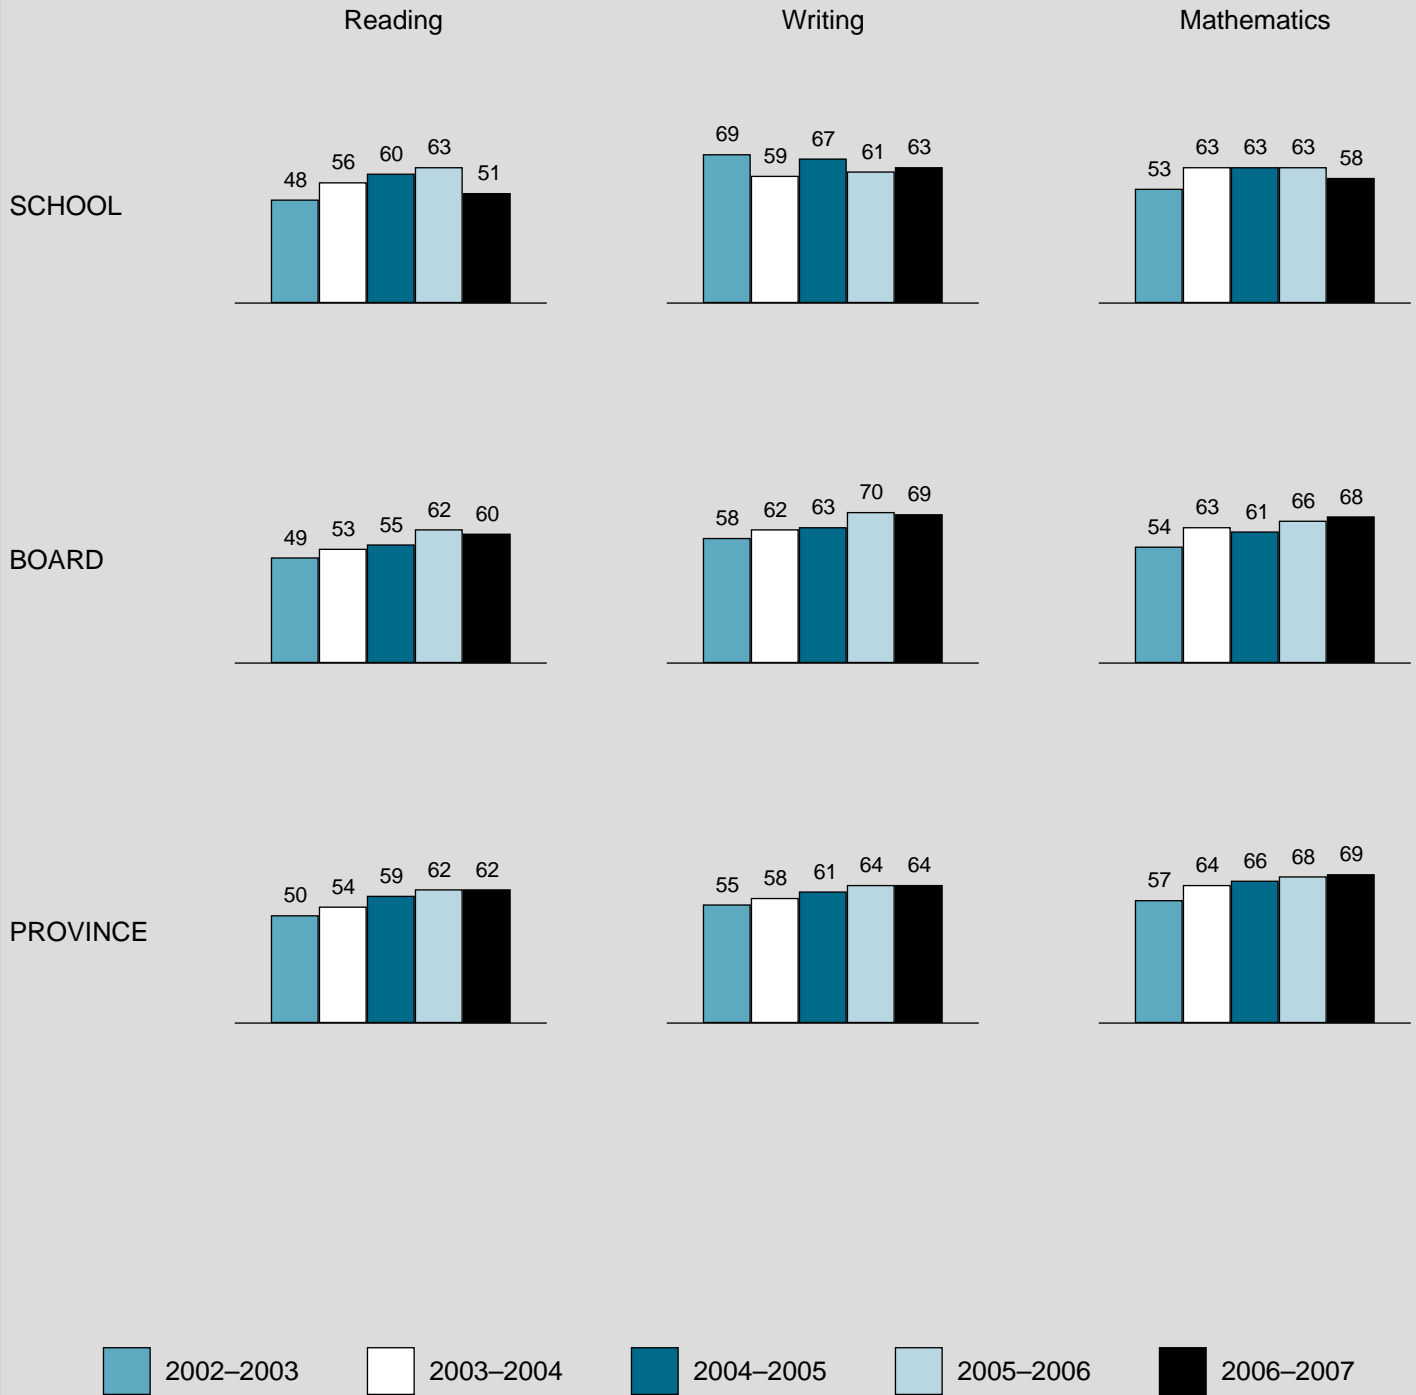 Reading Writing Mathematics
SCHOOL
48 56 60 63 51
69 59 67 61 63
53 63 63 63 58
BOARD
49 53 55 62 60
58 62 63 70 69
54 63 61 66 68
PROVINCE
50 54 59 62 62
55 58 61 64 64
57 64 66 68 69
2002–2003 2003–2004 2004–2005 2005–2006 2006–2007